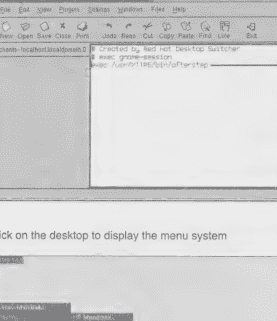 File Edit View Plugins Settings Windows Files Help
New Open Save Close Print Undo Redo Cut Copy Paste Find Line Exit
# Created by Red Hat Desktop Switcher
# exec gnome-session
exec /usr/X11R6/bin/afterstep
ick on the desktop to display the menu system